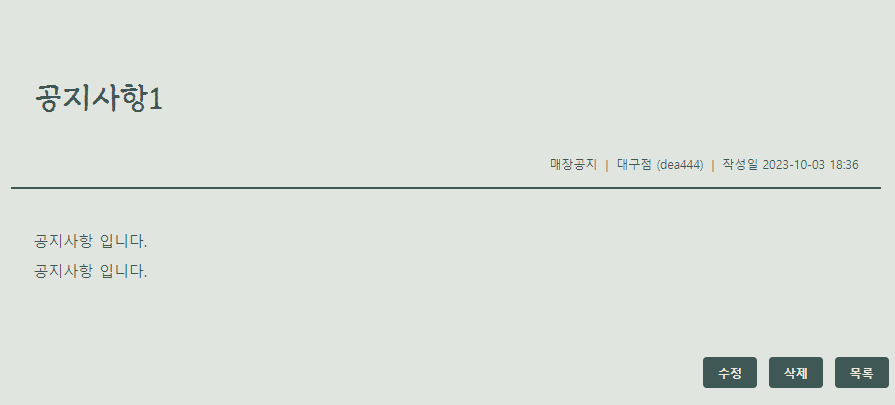 공지사항1
매장공지 | 대구점 (dea444) | 작성일 2023-10-03 18:36
공지사항 입니다.
공지사항 입니다.
수정 삭제 목록